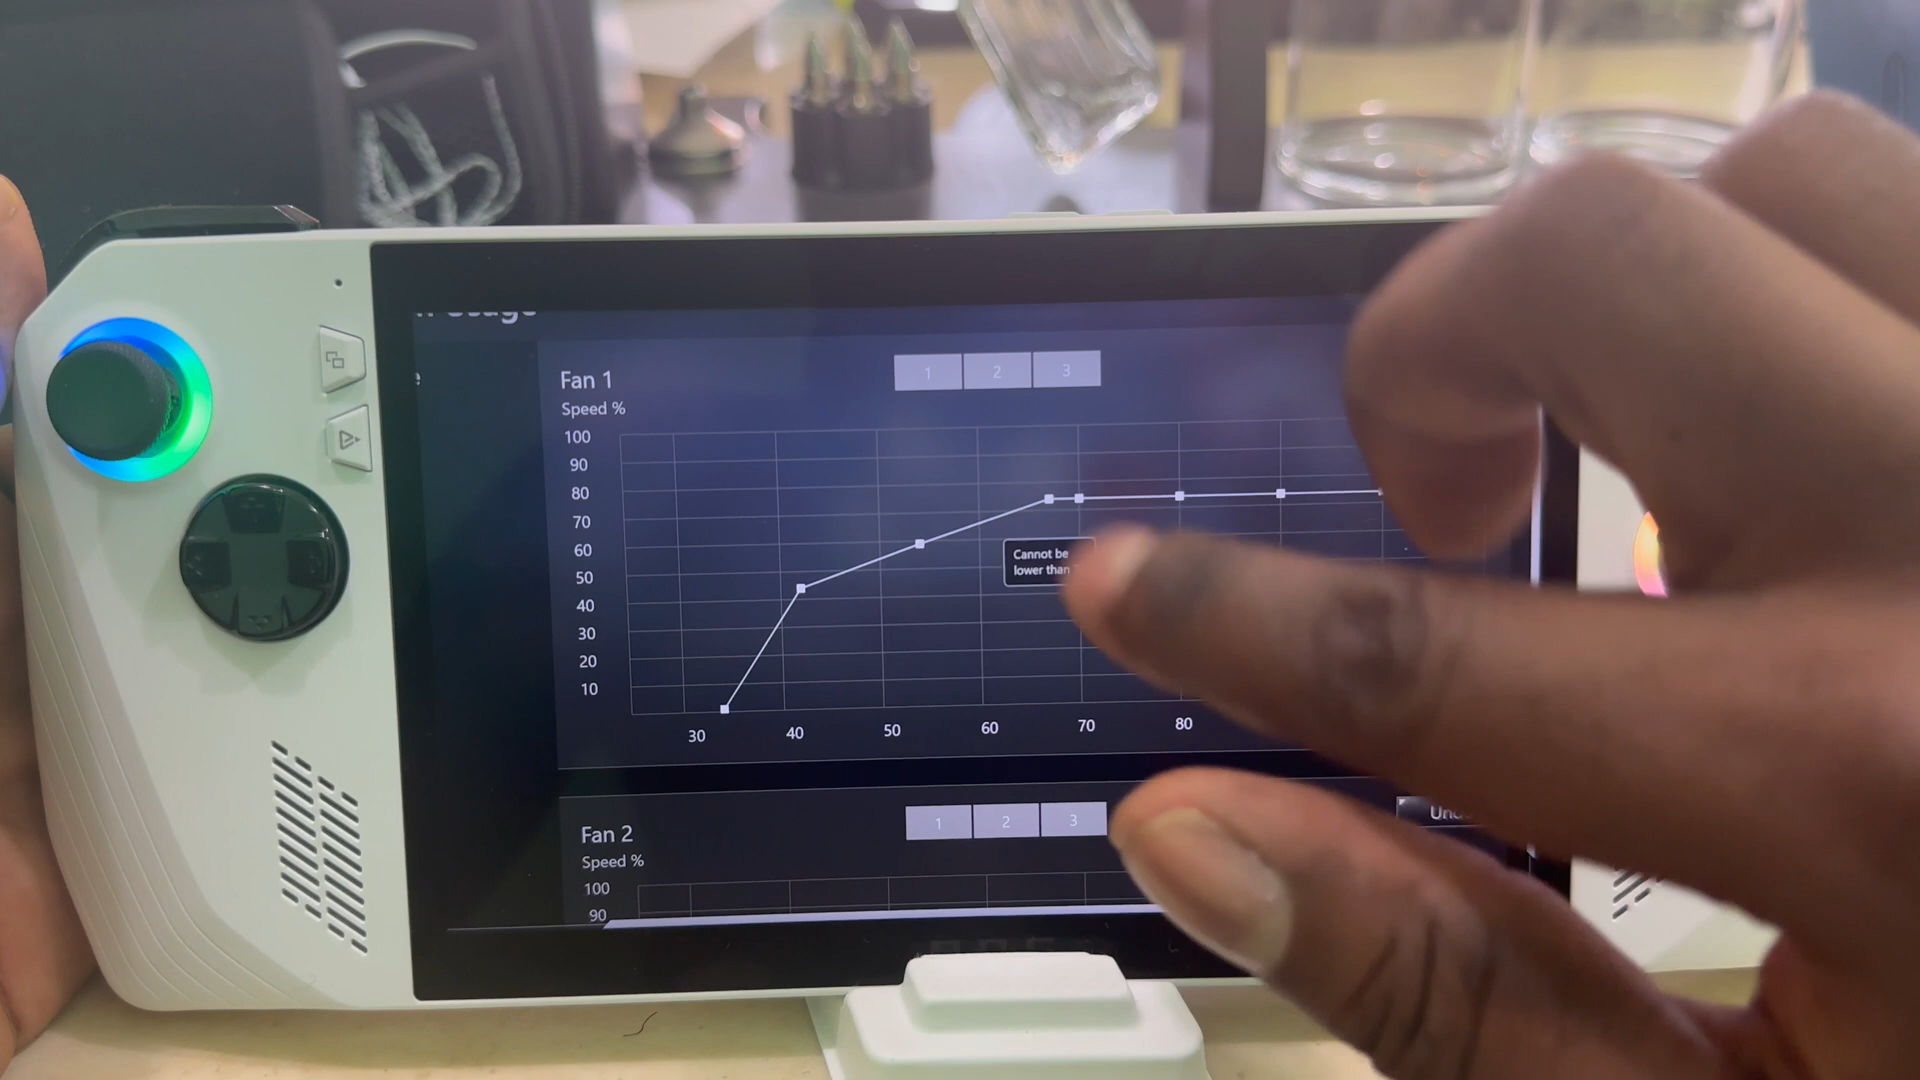 Usage
Fan 1
1 2 3
Speed %
100
90
80
70
60
50
40
30
20
10
Cannot be
lower than
30 40 50 60 70 80
Fan 2
1 2 3
Speed %
100
90